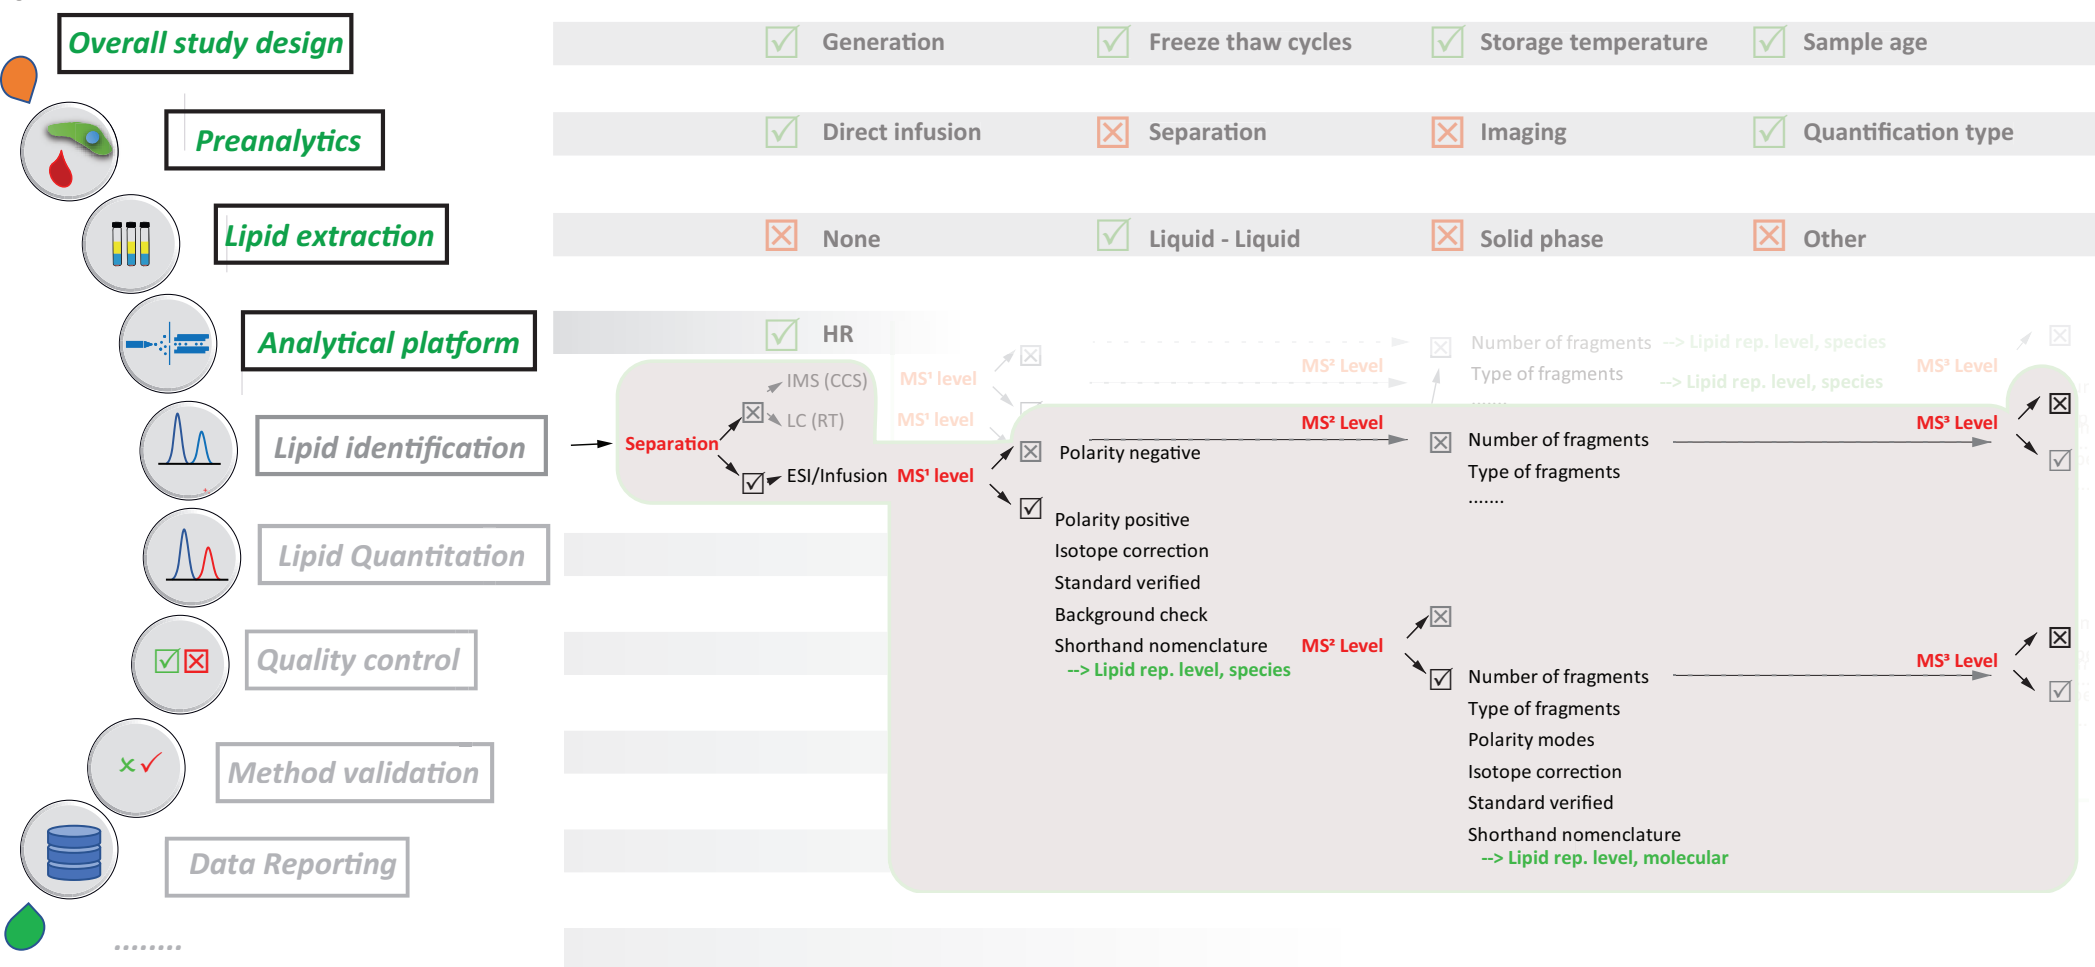 Overall study design
Generation
Freeze thaw cycles
Storage temperature
Sample age
Preanalytics
Direct infusion
Separation
Imaging
Quantification type
Lipid extraction
None
Liquid - Liquid
Solid phase
Other
Analytical platform
HR
Number of fragments --> Lipid rep. level, species
Type of fragments --> Lipid rep. level, species
.......
MS² Level
MS³ Level
IMS (CCS)
MS¹ level
LC (RT)
MS¹ level
Lipid identification
Separation
ESI/Infusion
MS¹ level
Polarity negative
MS² Level
Number of fragments
Type of fragments
.......
MS³ Level
Polarity positive
Isotope correction
Standard verified
Background check
Shorthand nomenclature
--> Lipid rep. level, species
MS² Level
Number of fragments
Type of fragments
Polarity modes
Isotope correction
Standard verified
Shorthand nomenclature
--> Lipid rep. level, molecular
MS³ Level
Lipid Quantitation
Quality control
Method validation
Data Reporting
........